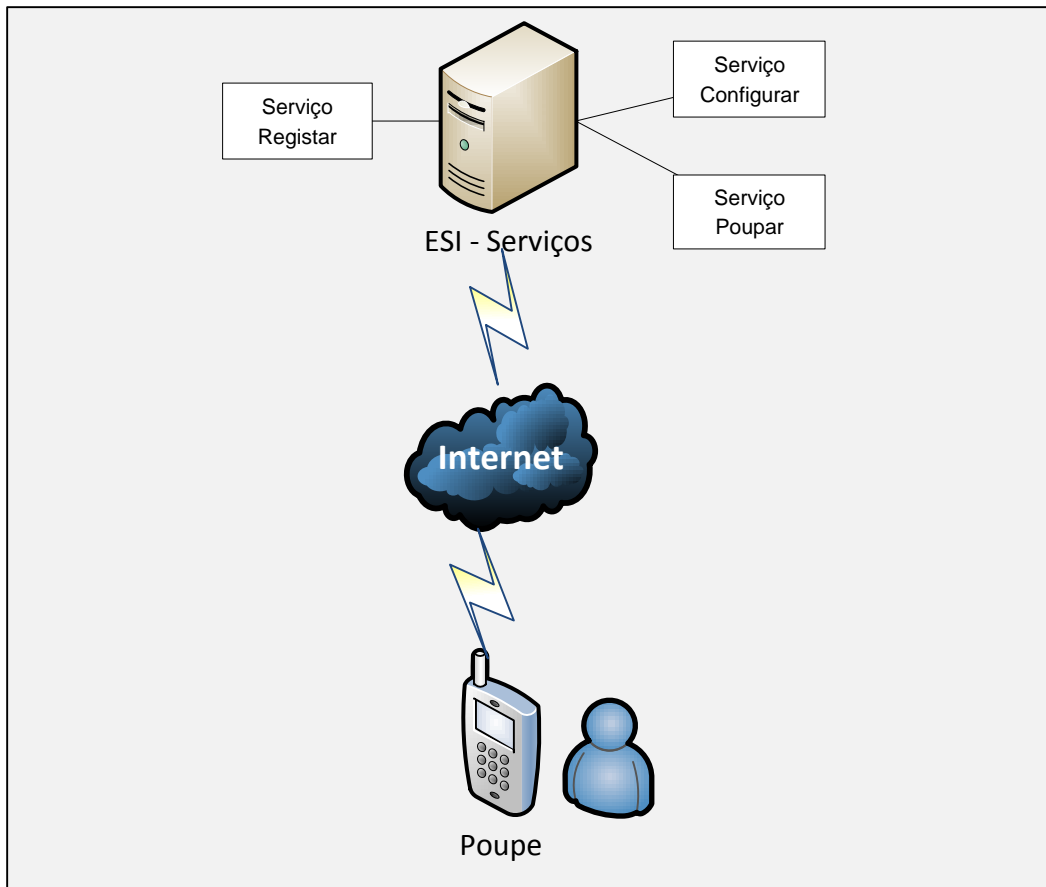 Serviço
Registar
Serviço
Configurar
Serviço
Poupar
ESI - Serviços
Internet
Poupe